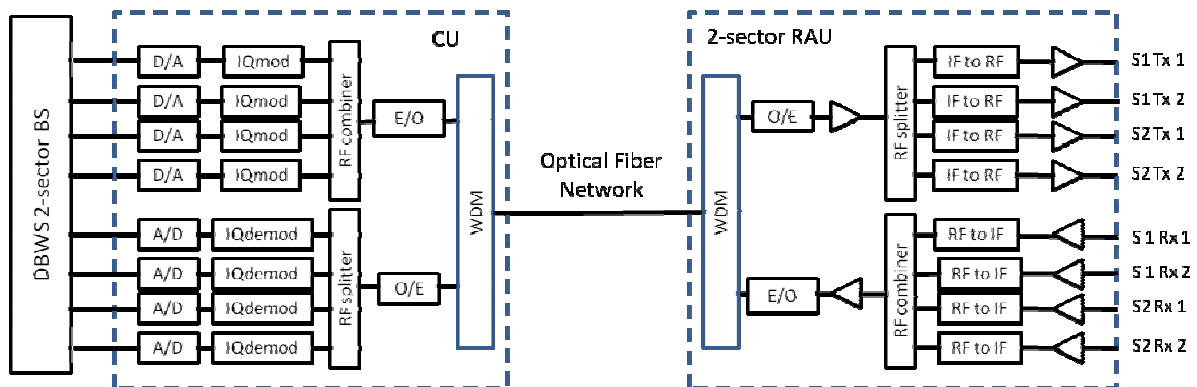 DBWS 2-sector BS
CU
D/A
IQmod
D/A
IQmod
D/A
IQmod
D/A
IQmod
RF combiner
E/O
A/D
IQdemod
A/D
IQdemod
A/D
IQdemod
A/D
IQdemod
RF splitter
O/E
WDM
Optical Fiber
Network
2-sector RAU
WDM
O/E
RF splitter
IF to RF
S1 Tx 1
IF to RF
S1 Tx 2
IF to RF
S2 Tx 1
IF to RF
S2 Tx 2
E/O
RF combiner
RF to IF
S1 Rx 1
RF to IF
S1 Rx 2
RF to IF
S2 Rx 1
RF to IF
S2 Rx 2